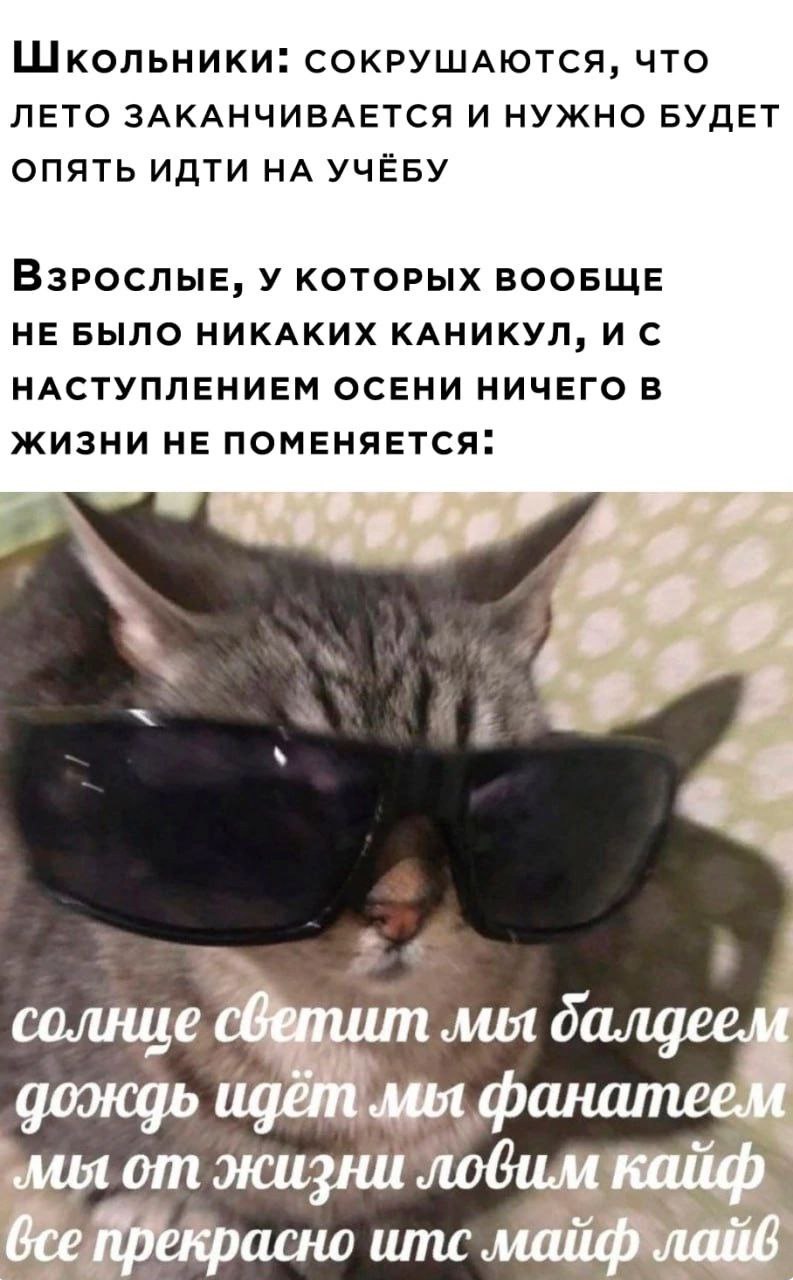 Школьники: сокрушаются, что
лето заканчивается и нужно будет
опять идти на учёбу
Взрослые, у которых вообще
не было никаких каникул, и с
наступлением осени ничего в
жизни не поменяется:
солнце светит мы балдеем
дождь идёт мы фанатеем
мы от жизни ловим кайф
все прекрасно итс майф лайв